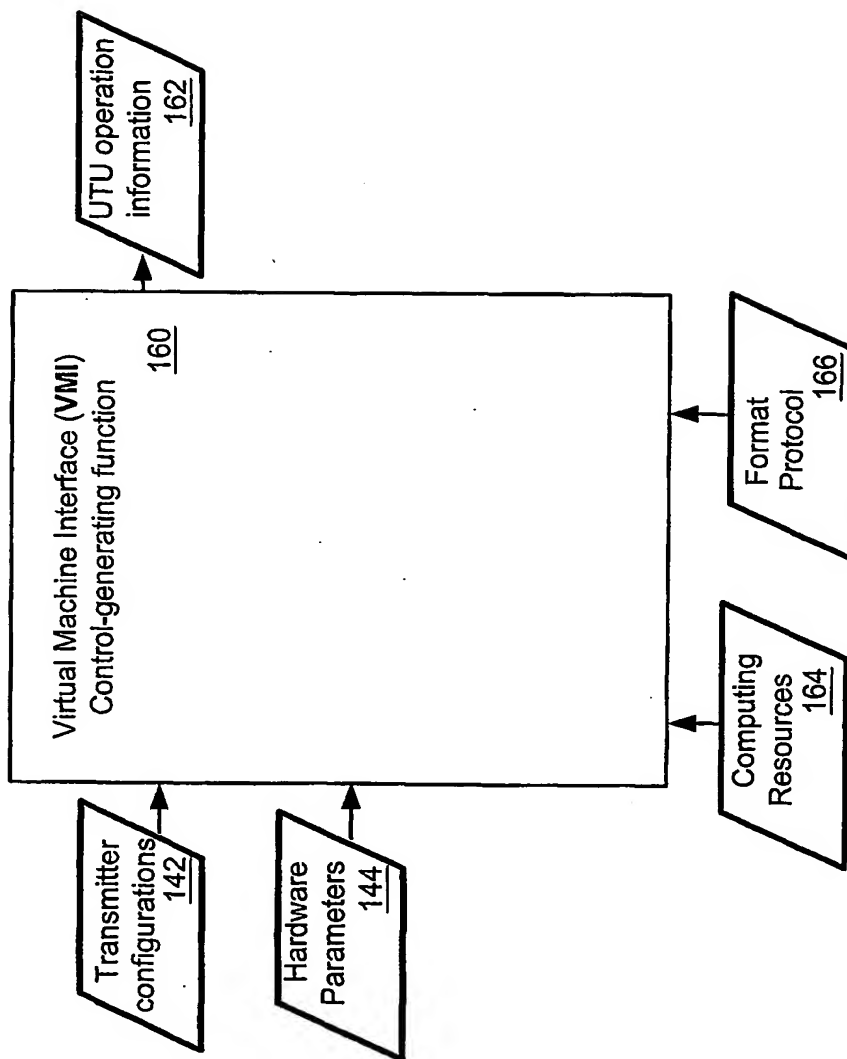 Transmitter
configurations
142
Hardware
Parameters
144
Virtual Machine Interface (VMI)
Control-generating function
160
UTU operation
information
162
Computing
Resources
164
Format
Protocol
166